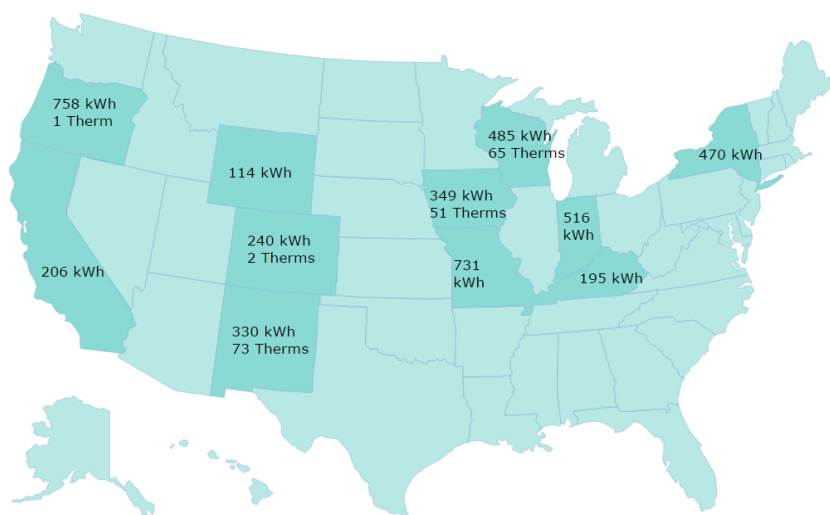 758 kWh
1 Therm
485 kWh
65 Therms
470 kWh
114 kWh
349 kWh
51 Therms
516
kWh
240 kWh
2 Therms
206 kWh
731
kWh
195 kWh
330 kWh
73 Therms